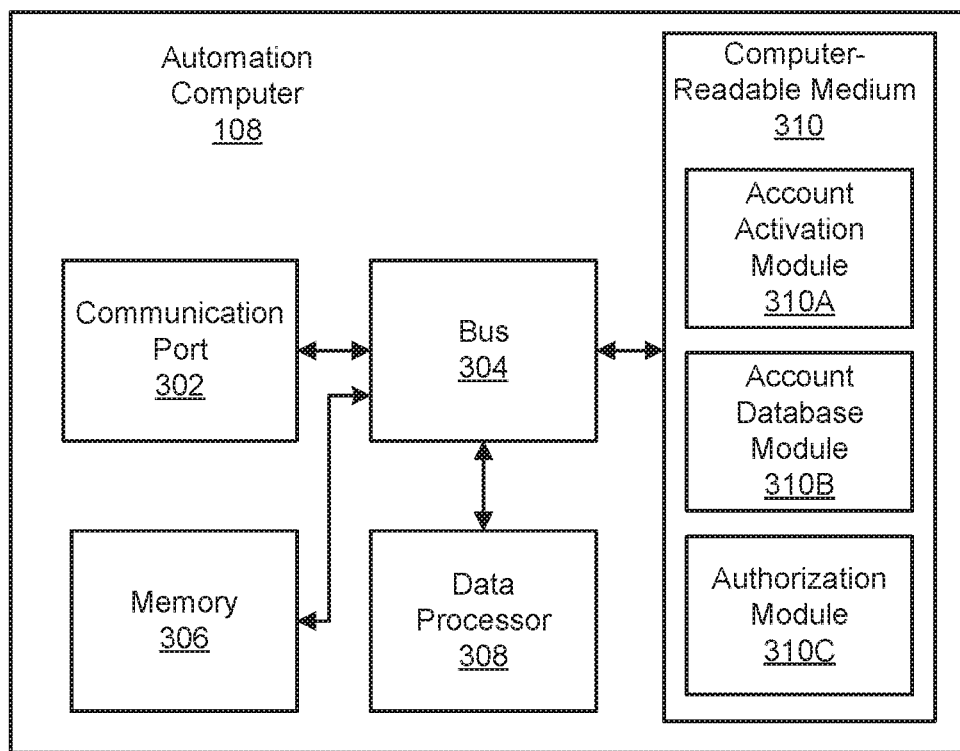 Automation
Computer
108
Computer-
Readable Medium
310
Account
Activation
Module
310A
Communication
Port
302
Bus
304
Account
Database
Module
310B
Memory
306
Data
Processor
308
Authorization
Module
310C